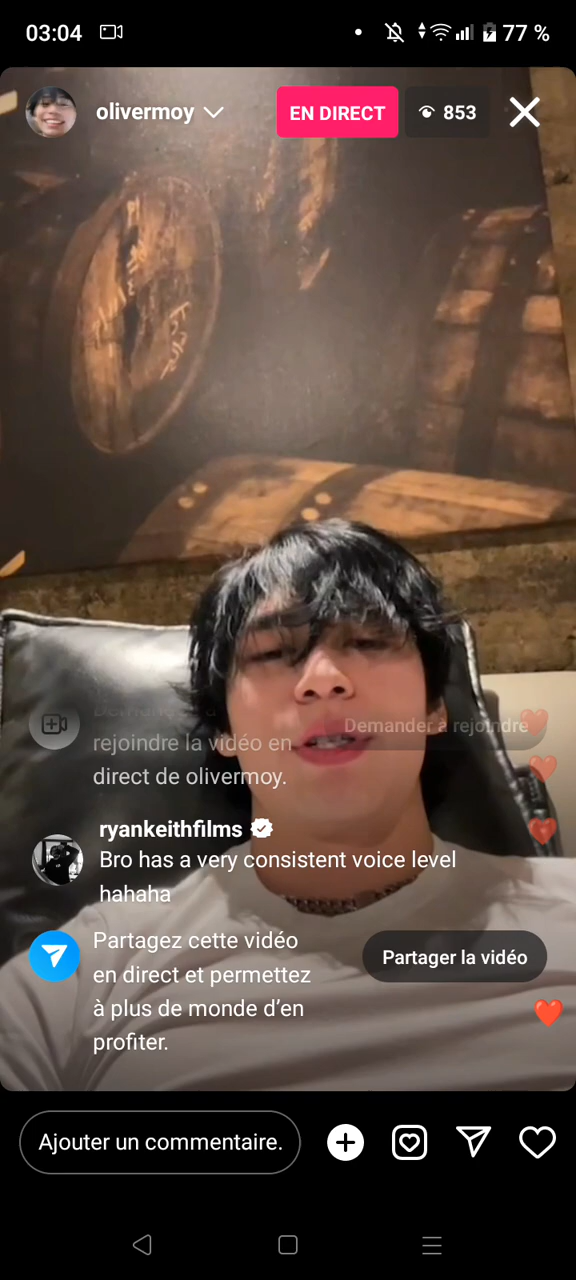 03:04
77 %
olivermoy
EN DIRECT
853
rejoindre la vidéo en
direct de olivermoy.
Demander à rejoindre
ryankeithfilms
Bro has a very consistent voice level
hahaha
Partagez cette vidéo
en direct et permettez
à plus de monde d’en
profiter.
Partager la vidéo
Ajouter un commentaire.